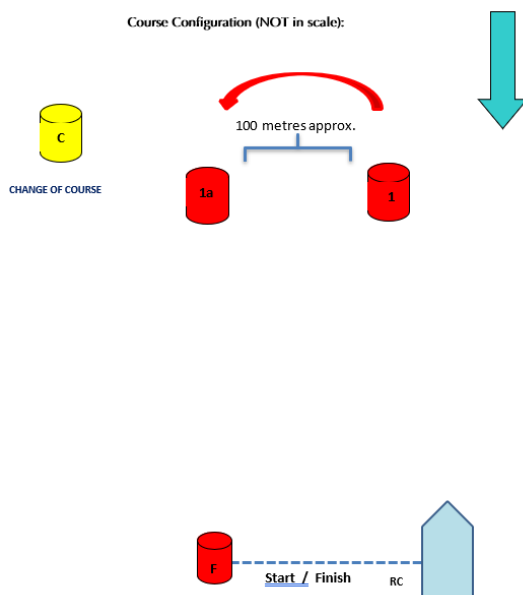 Course Configuration (NOT in scale):
100 metres approx.
C
CHANGE OF COURSE
1a
1
F
Start / Finish
RC